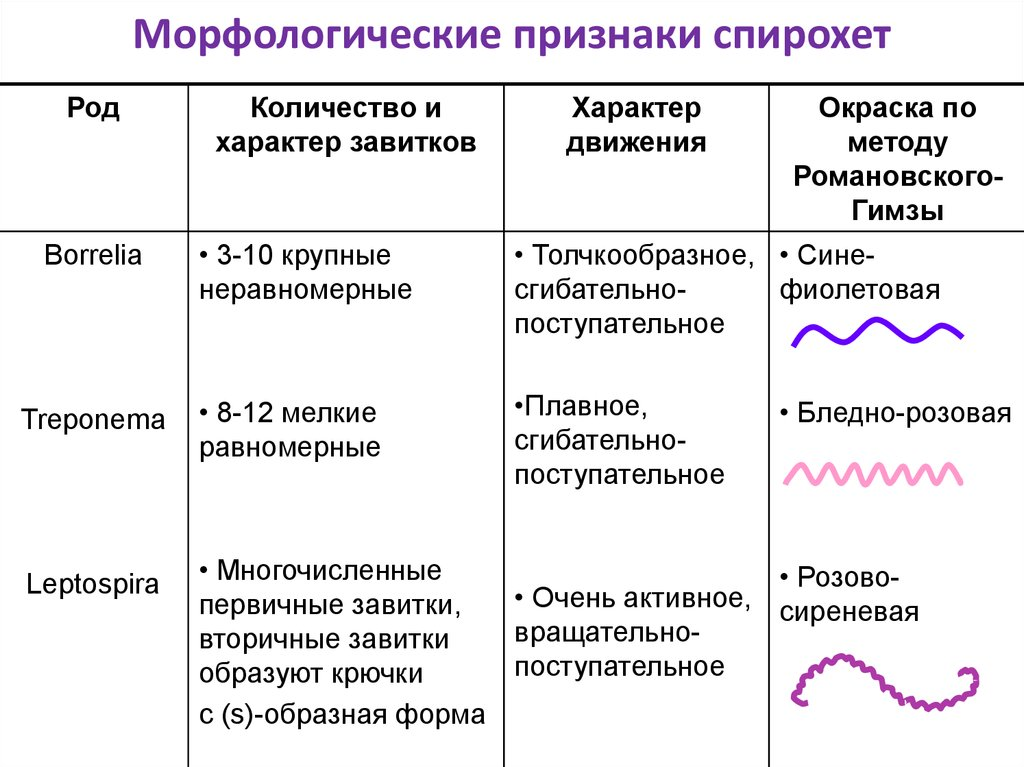 Морфологические признаки спирохет
Род
Количество и
характер завитков
Характер
движения
Окраска по
методу
Романовского-
Гимзы
Borrelia
• 3-10 крупные
неравномерные
• Толчкообразное,
сгибательно-
поступательное
• Сине-
фиолетовая
Treponema
• 8-12 мелкие
равномерные
•Плавное,
сгибательно-
поступательное
• Бледно-розовая
Leptospira
• Многочисленные
первичные завитки,
вторичные завитки
образуют крючки
с (s)-образная форма
• Очень активное,
вращательно-
поступательное
• Розово-
сиреневая